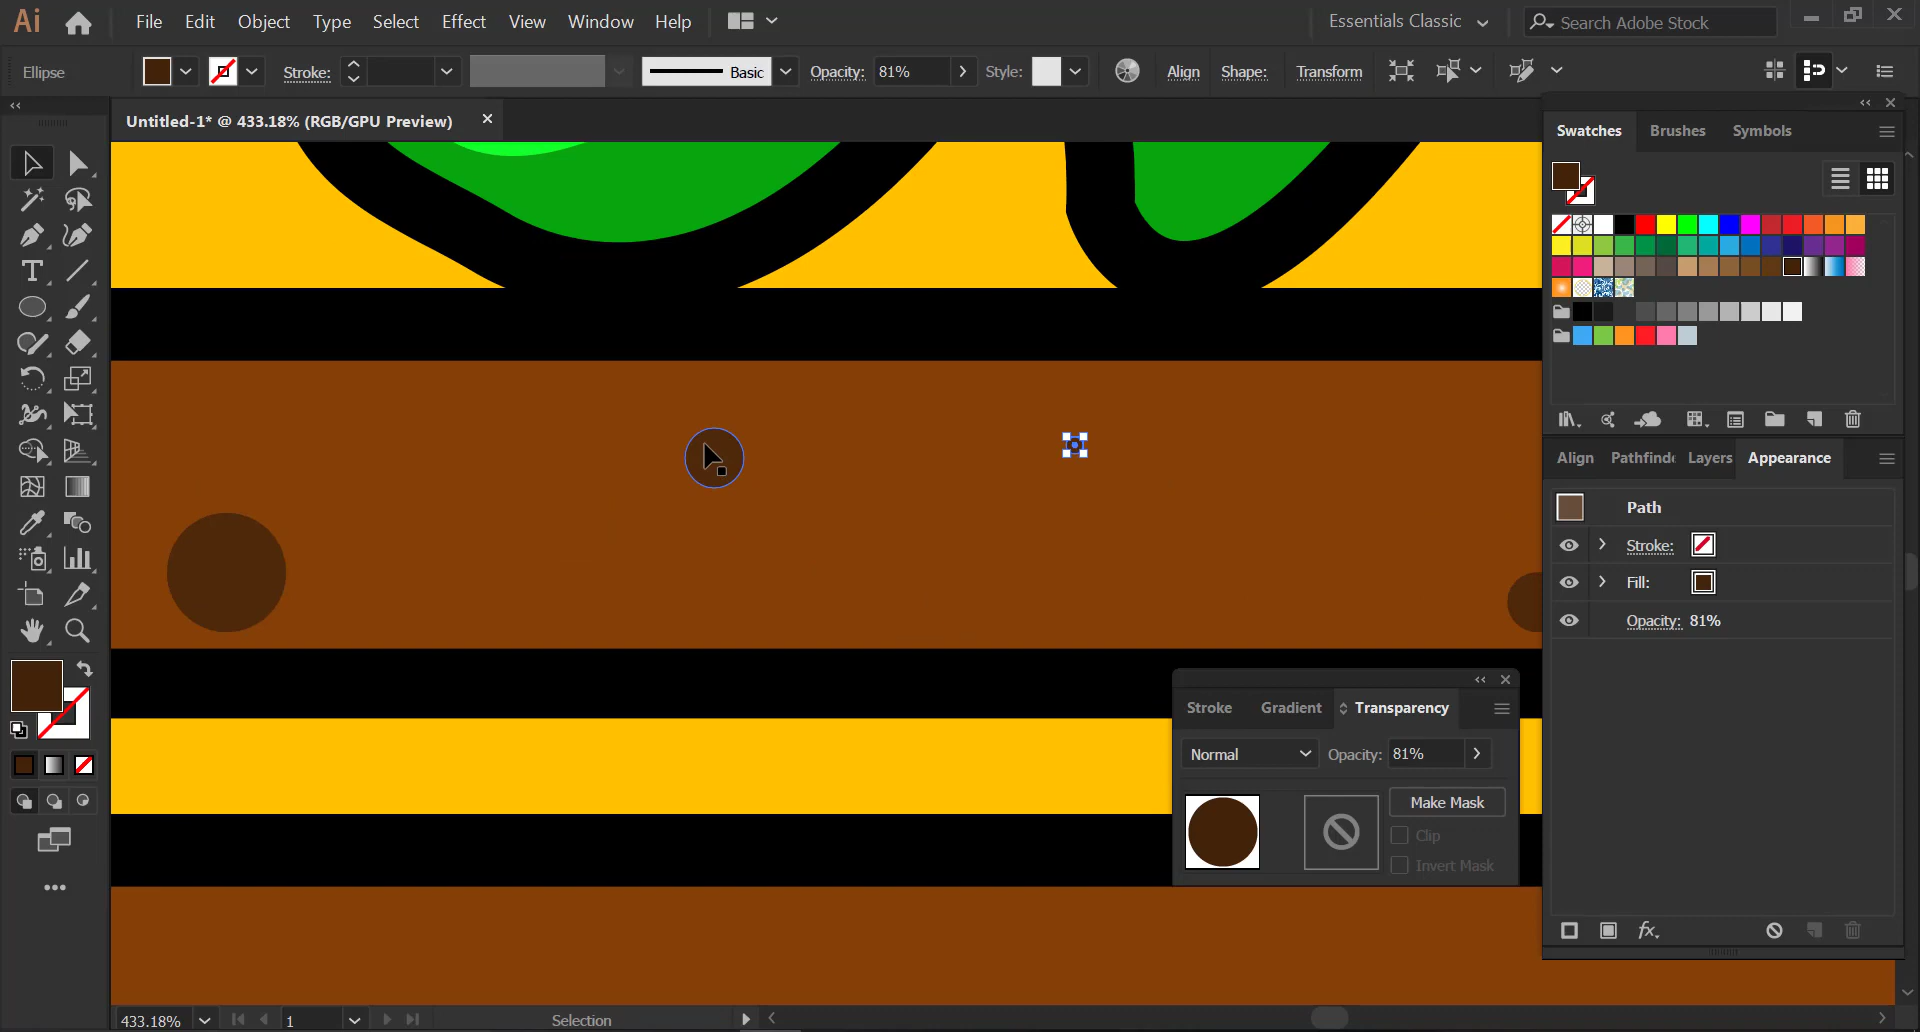 Ai File Edit Object Type Select Effect View Window Help Essentials Classic Search Adobe Stock
Ellipse Stroke: Basic Opacity: 81% Style: Align Shape: Transform
Untitled-1* @ 433.18% (RGB/GPU Preview)
Swatches Brushes Symbols
Align Pathfind Layers Appearance
Path
Stroke:
Fill:
Opacity: 81%
Stroke Gradient Transparency
Normal Opacity: 81%
Make Mask
Clip
Invert Mask
fx
433.18% 1 Selection